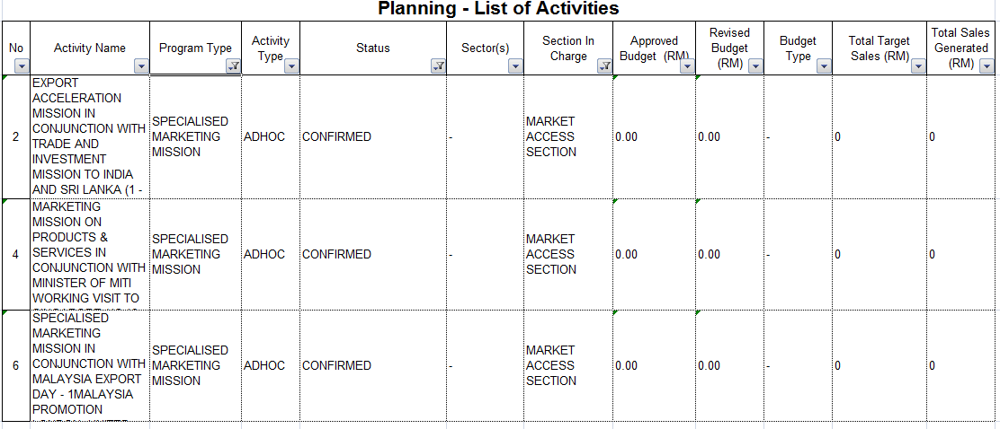 Planning - List of Activities
No Activity Name Program Type Activity Type Status Sector(s) Section In Charge Approved Budget (RM) Revised Budget (RM) Budget Type Total Target Sales (RM) Total Sales Generated (RM)
2
EXPORT
ACCELERATION
MISSION IN
CONJUNCTION WITH
TRADE AND
INVESTMENT
MISSION TO INDIA
AND SRI LANKA (1 -
SPECIALISED
MARKETING
MISSION
ADHOC
CONFIRMED
-
MARKET
ACCESS
SECTION
0.00
0.00
-
0
0
4
MARKETING
MISSION ON
PRODUCTS &
SERVICES IN
CONJUNCTION WITH
MINISTER OF MITI
WORKING VISIT TO
SPECIALISED
MARKETING
MISSION
ADHOC
CONFIRMED
-
MARKET
ACCESS
SECTION
0.00
0.00
-
0
0
6
SPECIALISED
MARKETING
MISSION IN
CONJUNCTION WITH
MALAYSIA EXPORT
DAY - 1MALAYSIA
PROMOTION
SPECIALISED
MARKETING
MISSION
ADHOC
CONFIRMED
-
MARKET
ACCESS
SECTION
0.00
0.00
-
0
0